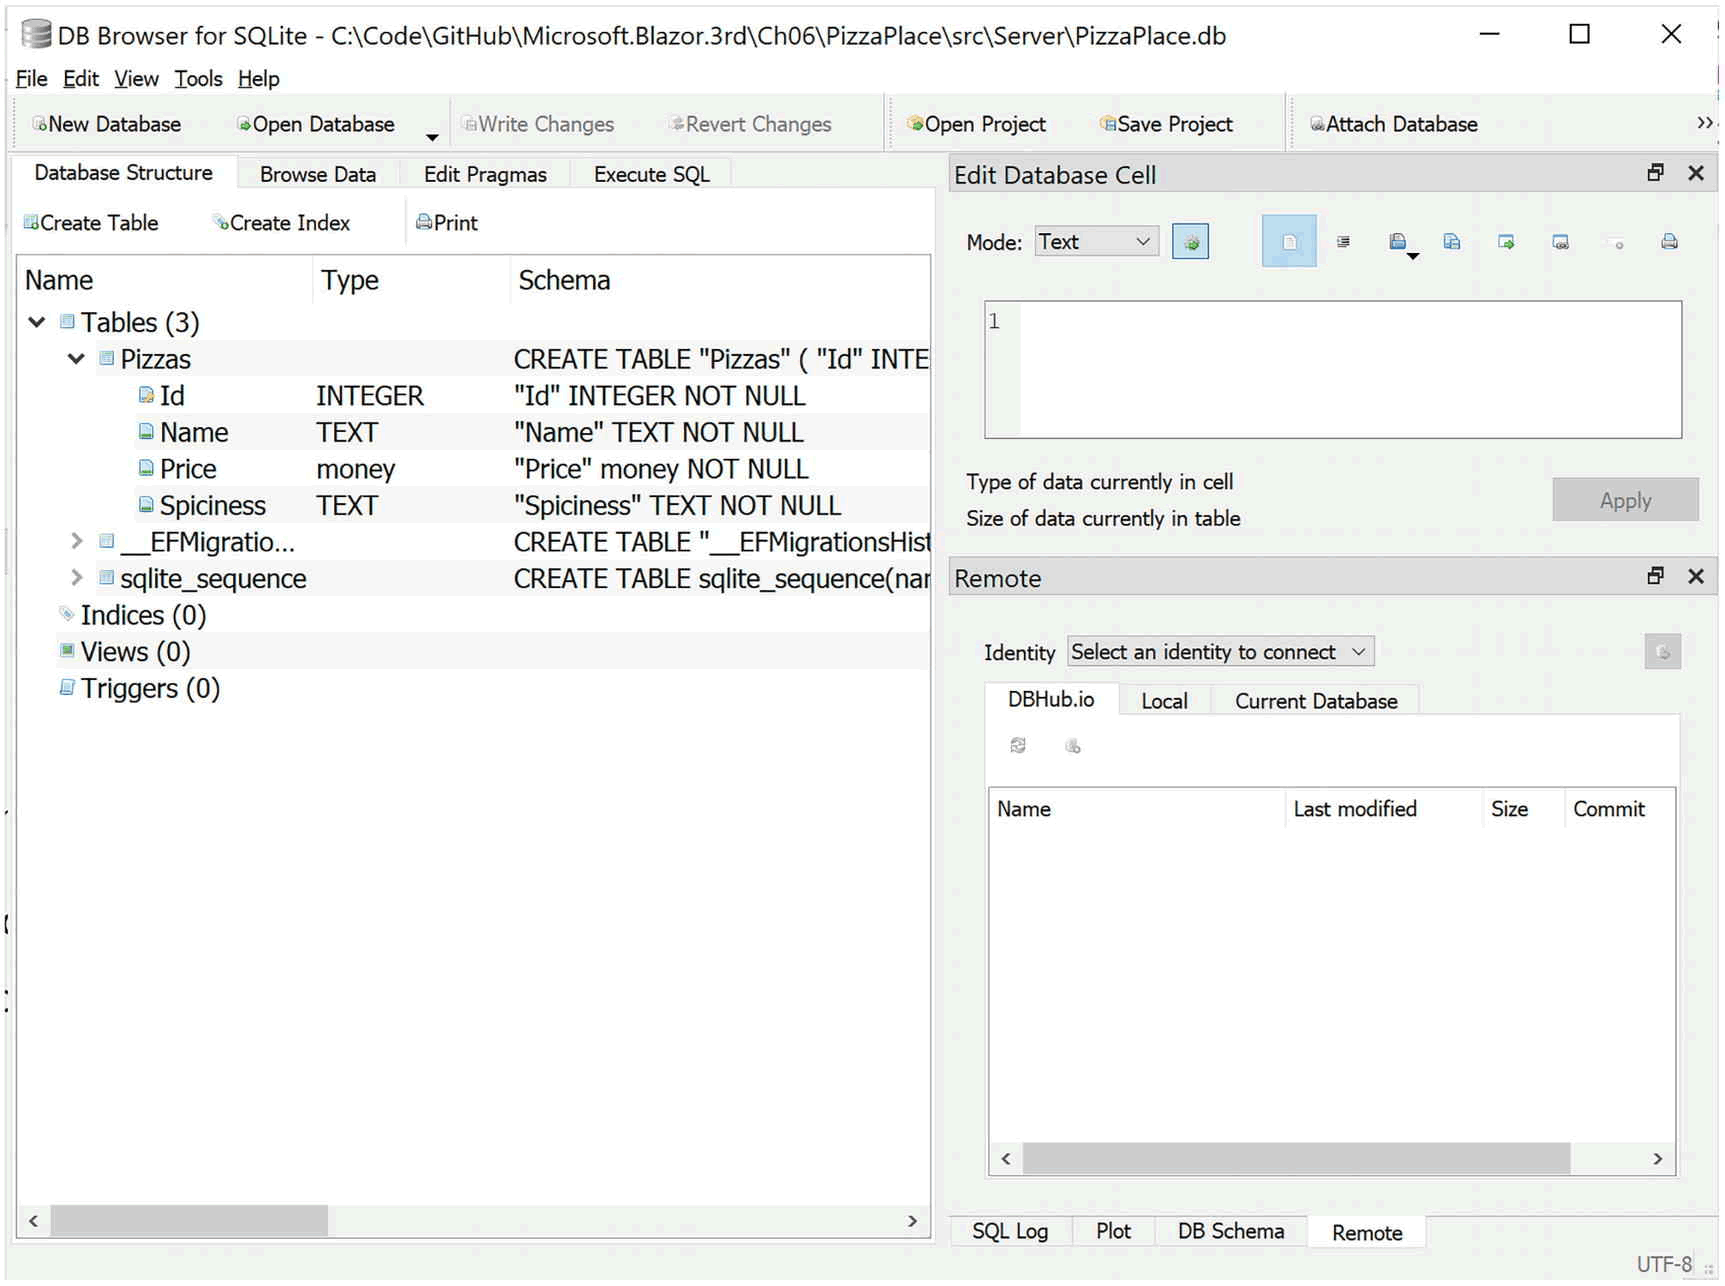 DB Browser for SQLite - C:\Code\GitHub\Microsoft.Blazor.3rd\Ch06\PizzaPlace\src\Server\PizzaPlace.db
File Edit View Tools Help
New Database Open Database Write Changes Revert Changes Open Project Save Project Attach Database
Database Structure Browse Data Edit Pragmas Execute SQL
Create Table Create Index Print
Name Type Schema
Tables (3)
Pizzas CREATE TABLE "Pizzas" ( "Id" INTE
Id INTEGER "Id" INTEGER NOT NULL
Name TEXT "Name" TEXT NOT NULL
Price money "Price" money NOT NULL
Spiciness TEXT "Spiciness" TEXT NOT NULL
__EFMigratio... CREATE TABLE "__EFMigrationsHist
sqlite_sequence CREATE TABLE sqlite_sequence(nar
Indices (0)
Views (0)
Triggers (0)
Edit Database Cell
Mode: Text
1
Type of data currently in cell
Size of data currently in table
Apply
Remote
Identity Select an identity to connect
DBHub.io Local Current Database
Name Last modified Size Commit
SQL Log Plot DB Schema Remote
UTF-8